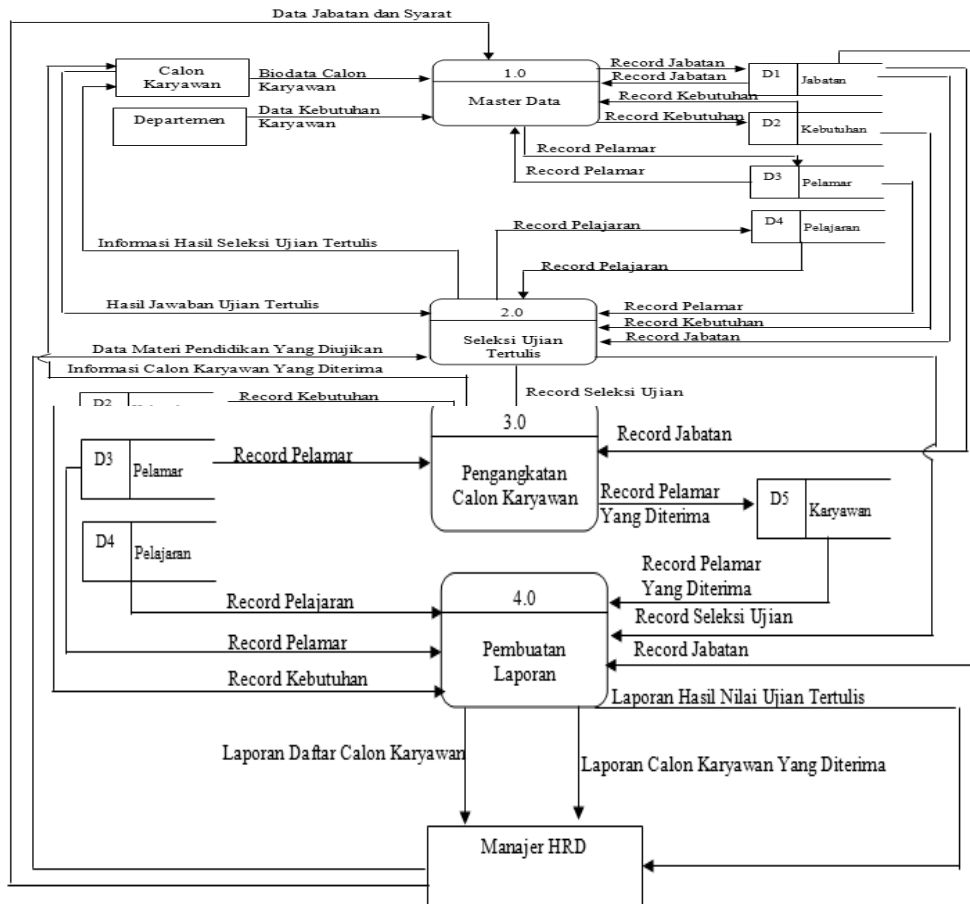 Data Jabatan dan Syarat
Calon
Karyawan
Biodata Calon
Karyawan
1.0
Master Data
Record Jabatan
Record Jabatan
D1
Jabatan
Departemen
Data Kebutuhan
Karyawan
Record Kebutuhan
Record Kebutuhan
D2
Kebutuhan
Record Pelamar
Record Pelamar
D3
Pelamar
Record Pelajaran
D4
Pelajaran
Informasi Hasil Seleksi Ujian Tertulis
Record Pelajaran
Hasil Jawaban Ujian Tertulis
2.0
Seleksi Ujian
Tertulis
Record Pelamar
Record Kebutuhan
Record Jabatan
Data Materi Pendidikan Yang Diujikan
Informasi Calon Karyawan Yang Diterima
Record Seleksi Ujian
D2
Record Kebutuhan
3.0
Pengangkatan
Calon Karyawan
Record Jabatan
D3
Pelamar
Record Pelamar
Record Pelamar
Yang Diterima
D5
Karyawan
D4
Pelajaran
Record Pelamar
Yang Diterima
Record Pelajaran
4.0
Pembuatan
Laporan
Record Seleksi Ujian
Record Pelamar
Record Jabatan
Record Kebutuhan
Laporan Hasil Nilai Ujian Tertulis
Laporan Daftar Calon Karyawan
Laporan Calon Karyawan Yang Diterima
Manajer HRD